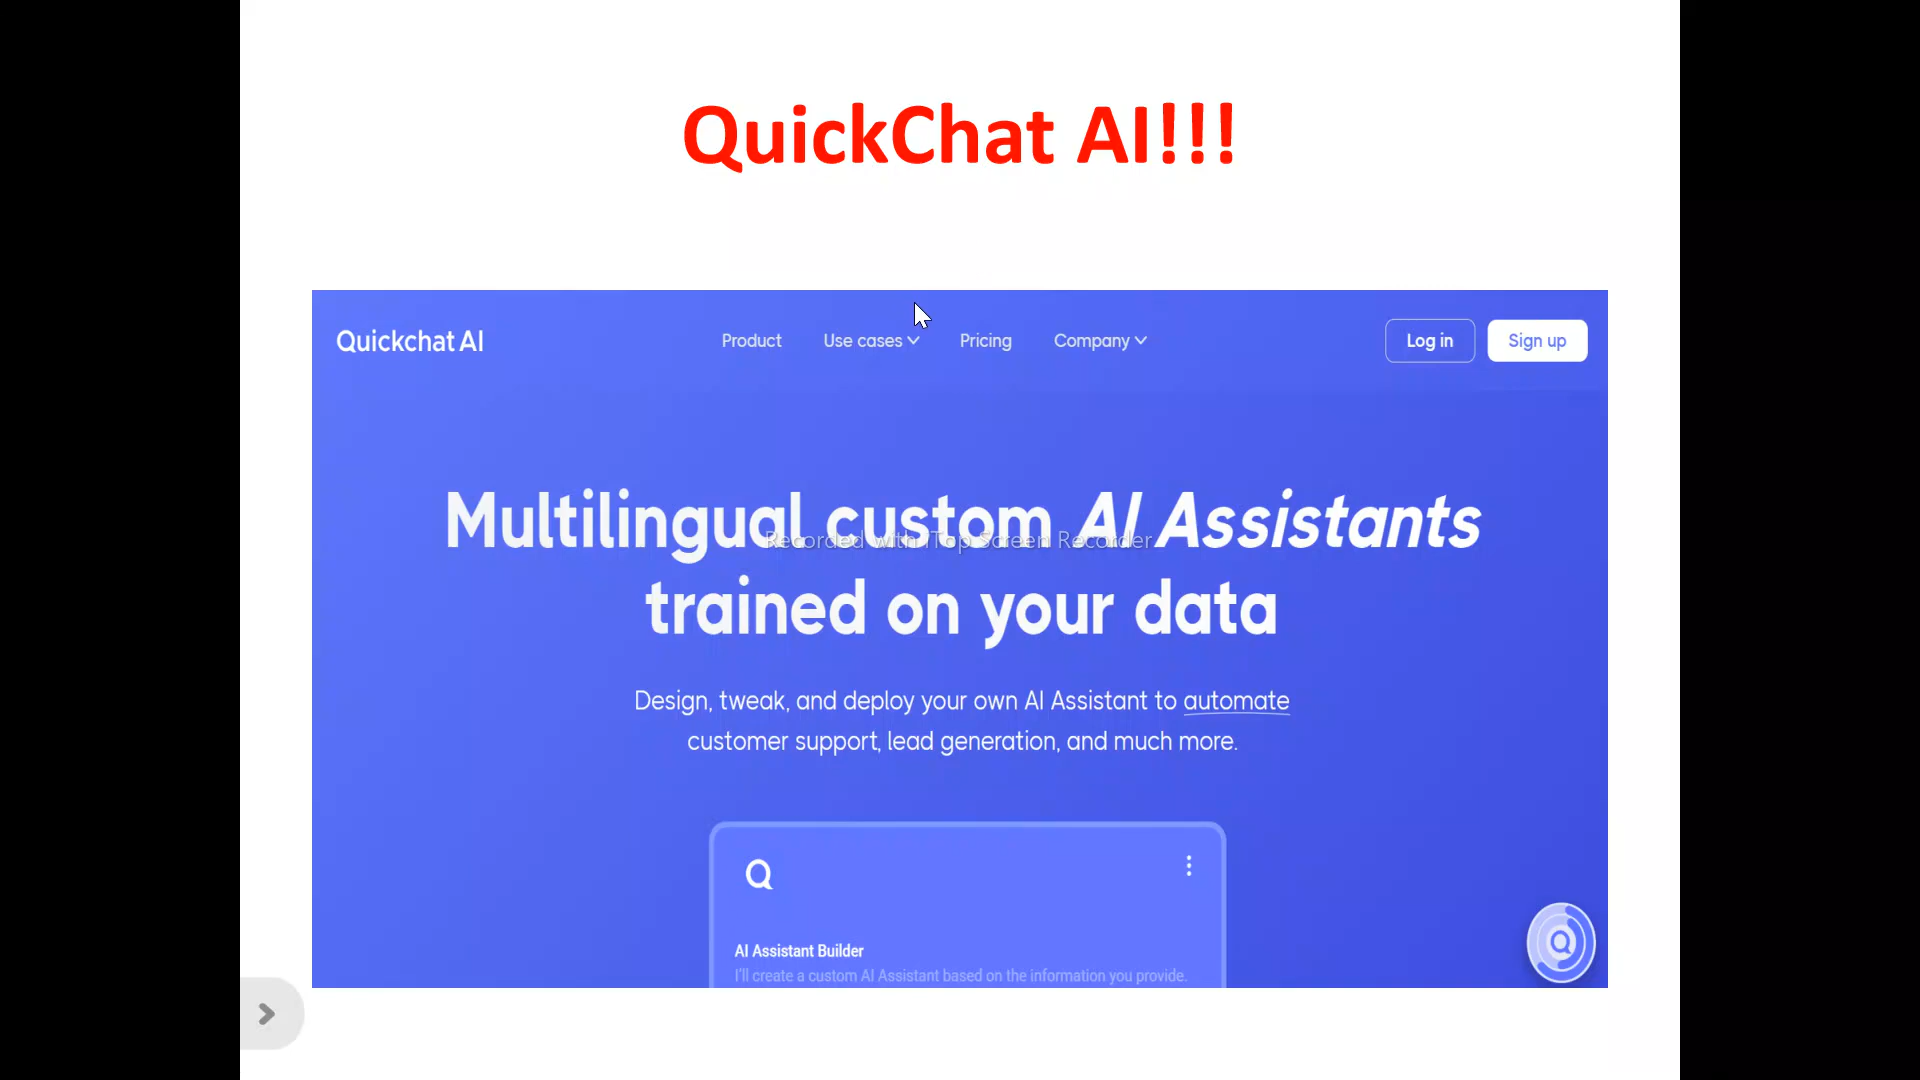 QuickChat AI!!!
Quickchat AI
Product
Use cases
Pricing
Company
Log in
Sign up
Multilingual custom AI Assistants
Recorded with iTop Screen Recorder
trained on your data
Design, tweak, and deploy your own AI Assistant to automate
customer support, lead generation, and much more.
Q
AI Assistant Builder
I'll create a custom AI Assistant based on the information you provide.
Q